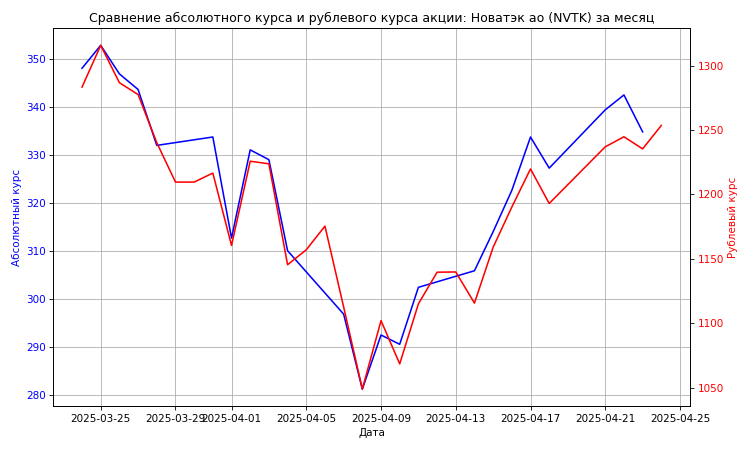 Сравнение абсолютного курса и рублевого курса акции: Новатэк ао (NVTK) за месяц
Абсолютный курс
350
340
330
320
310
300
290
280
1300
1250
1200
1150
1100
1050
Рублевый курс
2025-03-25 2025-03-29 2025-04-01 2025-04-05 2025-04-09 2025-04-13 2025-04-17 2025-04-21 2025-04-25
Дата